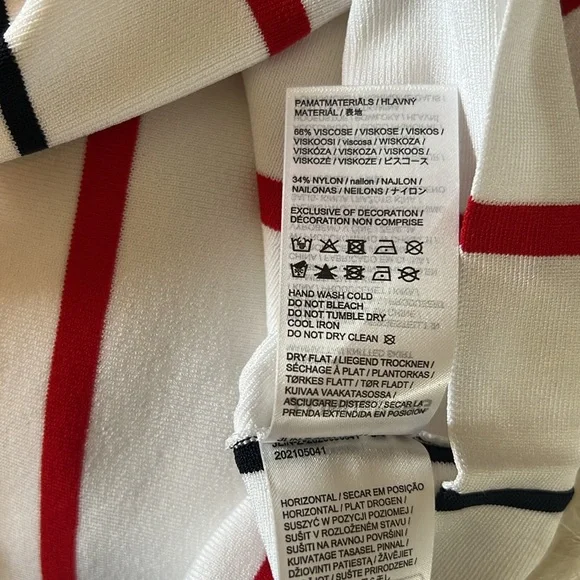 PAMATMATERIĀLS / HLAVNÝ
MATERIÁL / 表地
66% VISCOSE / VISKOSE / VISKOS /
VISKOOSI / viscosa / WISKOZA /
VISKÓZA / VISKOZA / VISKOOS /
VISKOZĖ / VISKOZE / ビスコース
34% NYLON / nailon / NAJLON /
NAILONAS / NEILONS / ナイロン
EXCLUSIVE OF DECORATION /
DÉCORATION NON COMPRISE
HAND WASH COLD
DO NOT BLEACH
DO NOT TUMBLE DRY
COOL IRON
DO NOT DRY CLEAN
DRY FLAT / LIEGEND TROCKNEN /
SÉCHAGE À PLAT / PLANTORKAS /
TØRKES FLATT / TØR FLADT /
KUIVAA VAAKATASOSSA /
ASCIUGARE DISTESO / SECAR LA
PRENDA EXTENDIDA EN POSICIÓN
202105041
HORIZONTAL / SECAR EM POSIÇÃO
HORIZONTAL / PLAT DROGEN /
SUSZYĆ W POZYCJI POZIOMEJ /
SUŠIT V ROZLOŽENÉM STAVU /
SUŠITI NA RAVNOJ POVRŠINI /
KUIVATAGE TASASEL PINNAL /
DŽIOVINTI PATIESTĄ / ŽĀVĒJIET